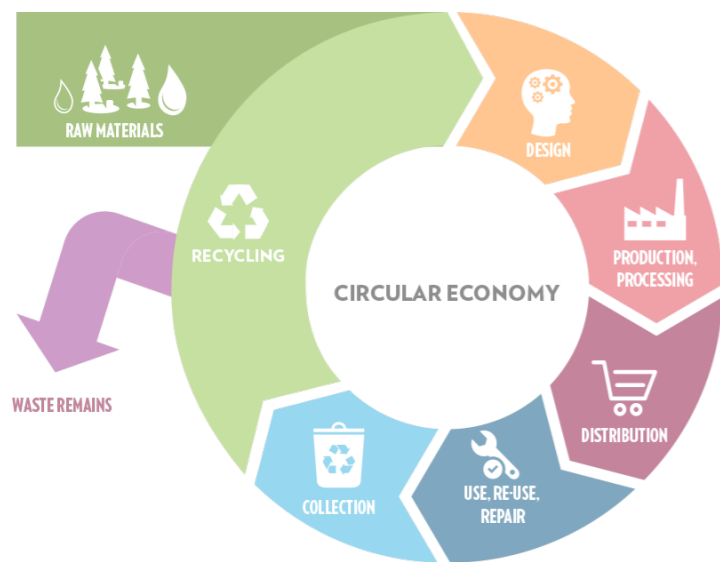 RAW MATERIALS
DESIGN
RECYCLING
PRODUCTION,
PROCESSING
CIRCULAR ECONOMY
WASTE REMAINS
DISTRIBUTION
USE, RE-USE,
REPAIR
COLLECTION